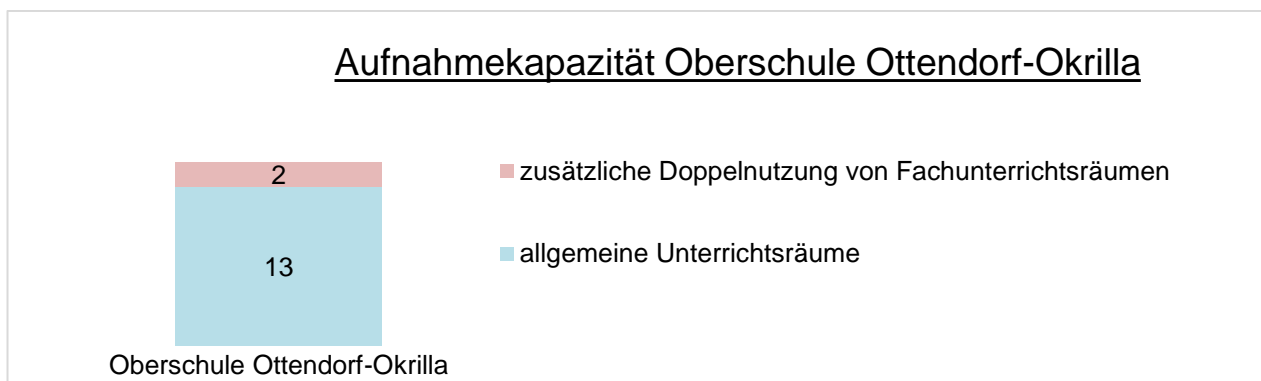 Aufnahmekapazität Oberschule Ottendorf-Okrilla
2
zusätzliche Doppelnutzung von Fachunterrichtsräumen
13
allgemeine Unterrichtsräume
Oberschule Ottendorf-Okrilla